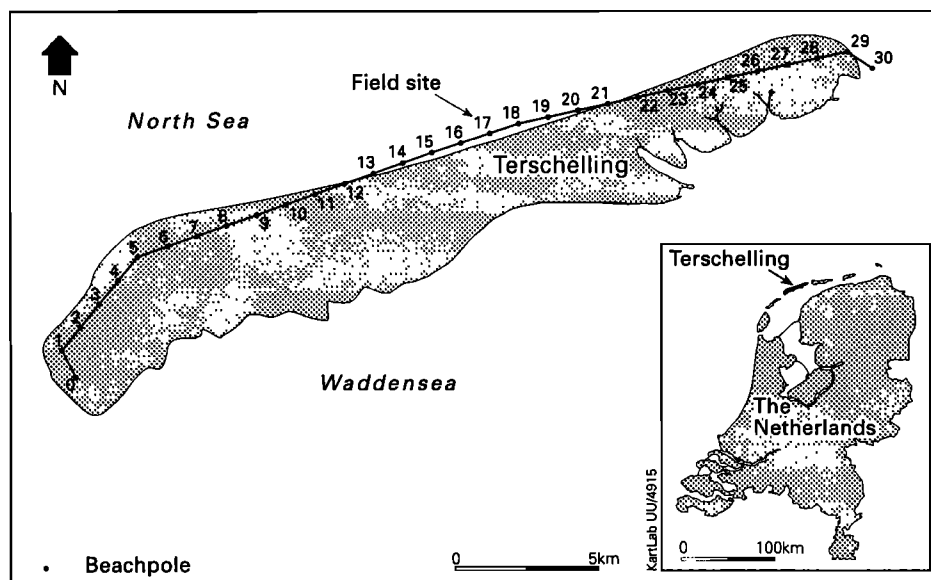 N
North Sea
Field site
Terschelling
Waddensea
0
1
2
3
4
5
6
7
8
9
10
11
12
13
14
15
16
17
18
19
20
21
22
23
24
25
26
27
28
29
30
Terschelling
The
Netherlands
KartLab UU/4915
0 100km
• Beachpole
0 5km